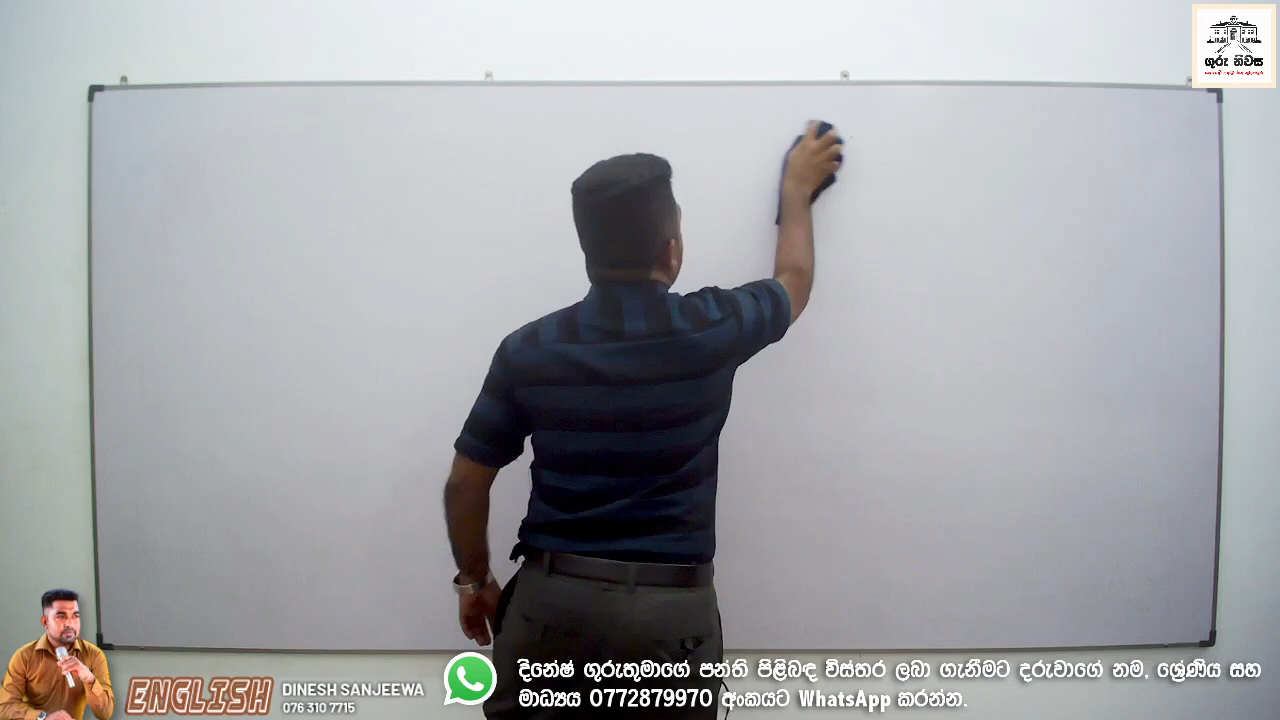 ගුරු නිවස
ENGLISH
DINESH SANJEEWA
076 310 7715
දිනේෂ් ගුරුතුමාගේ පන්ති පිළිබඳ විස්තර ලබා ගැනීමට දරුවාගේ නම, ශ්‍රේණිය සහ
මාධ්‍යය 0772879970 අංකයට WhatsApp කරන්න.